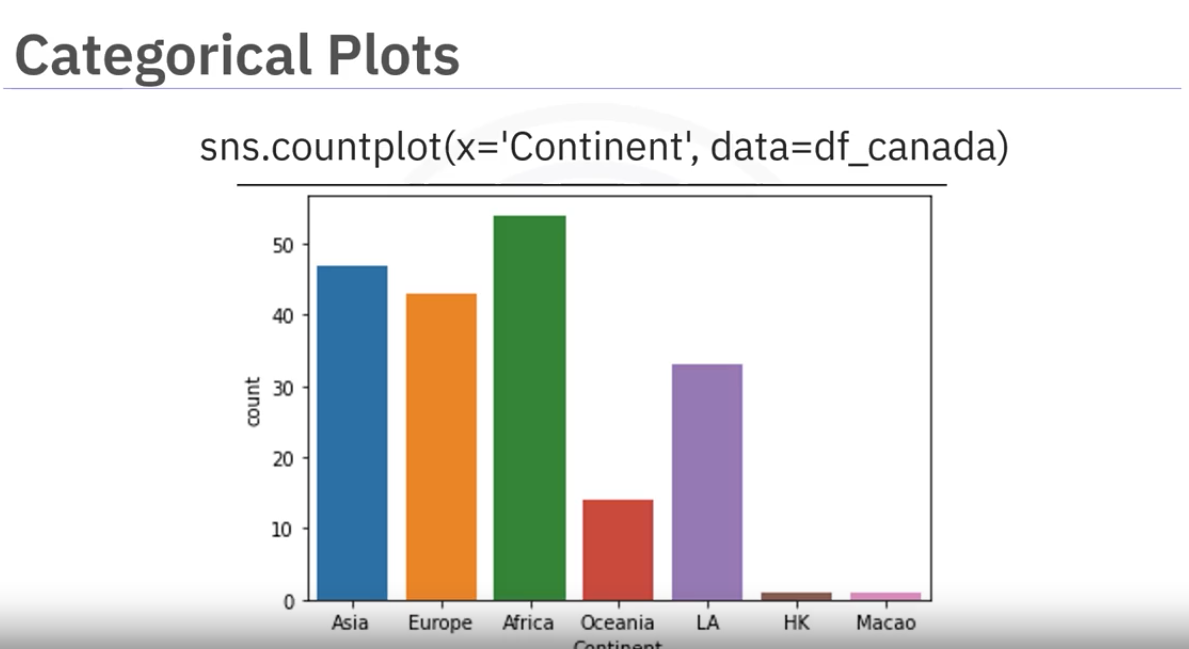 Categorical Plots
sns.countplot(x='Continent', data=df_canada)
50
40
30
20
10
0
count
Asia Europe Africa Oceania LA HK Macao
Continent